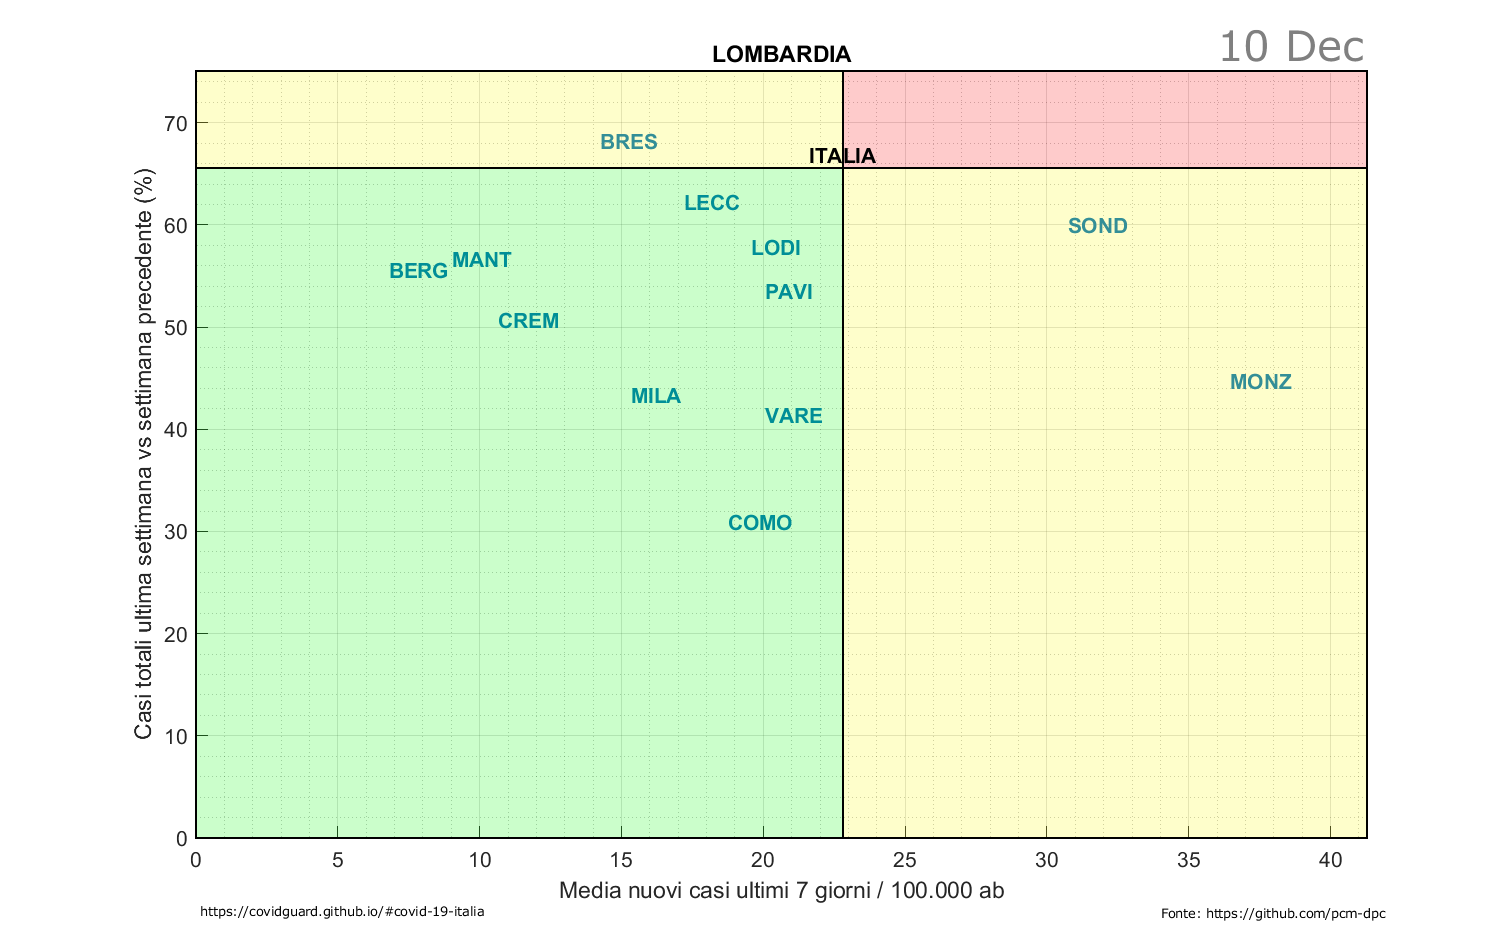 10 Dec
LOMBARDIA
Casi totali ultima settimana vs settimana precedente (%)
70
60
50
40
30
20
10
0
BRES
ITALIA
LECC
SOND
LODI
MANT
BERG
PAVI
CREM
MONZ
MILA
VARE
COMO
0 5 10 15 20 25 30 35 40
Media nuovi casi ultimi 7 giorni / 100.000 ab
https://covidguard.github.io/#covid-19-italia
Fonte: https://github.com/pcm-dpc